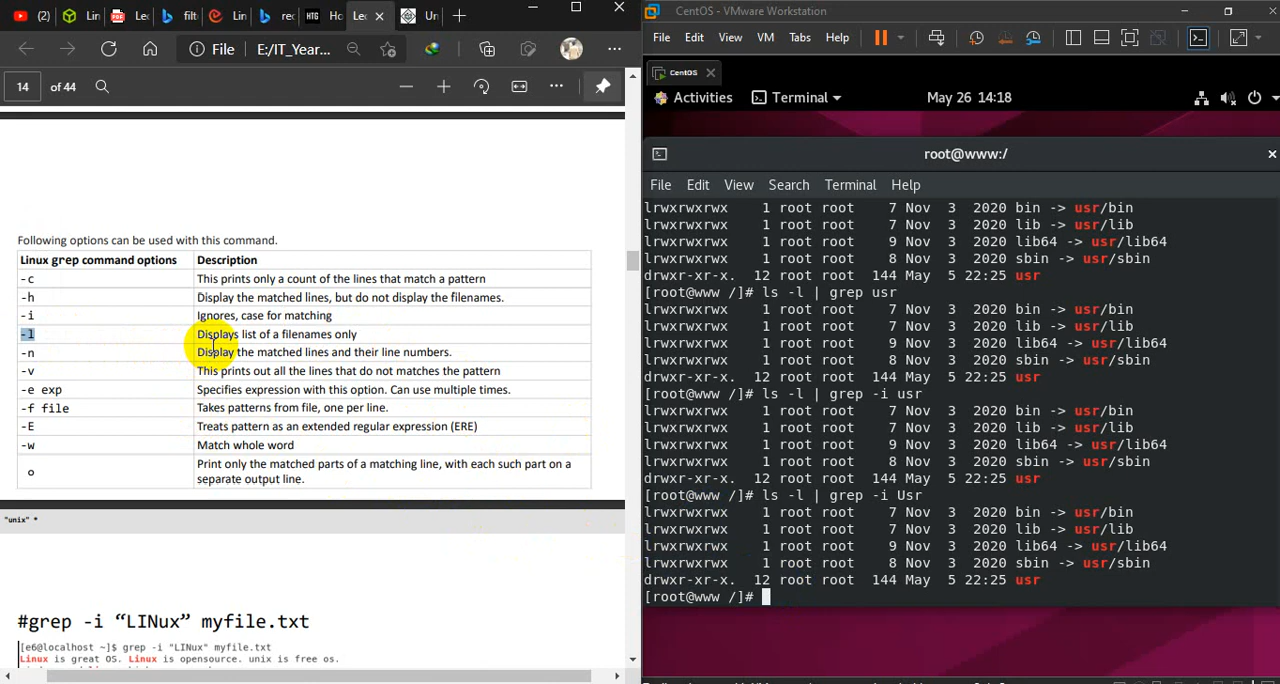 (2)
Lin
Lec
filt
Lin
rec
HTG
Ho
Le
Un
File
E:/IT_Year...
14
of 44
Following options can be used with this command.
Linux grep command options Description
-c This prints only a count of the lines that match a pattern
-h Display the matched lines, but do not display the filenames.
-i Ignores, case for matching
-l Displays list of a filenames only
-n Display the matched lines and their line numbers.
-v This prints out all the lines that do not matches the pattern
-e exp Specifies expression with this option. Can use multiple times.
-f file Takes patterns from file, one per line.
-E Treats pattern as an extended regular expression (ERE)
-w Match whole word
o Print only the matched parts of a matching line, with each such part on a
separate output line.
"unix" *
#grep -i “LINux” myfile.txt
[e6@localhost ~]$ grep -i "LINux" myfile.txt
Linux is great OS. Linux is opensource. unix is free os.
CentOS - VMware Workstation
File Edit View VM Tabs Help
CentOS
Activities Terminal May 26 14:18
root@www:/
File Edit View Search Terminal Help
lrwxrwxrwx 1 root root 7 Nov 3 2020 bin -> usr/bin
lrwxrwxrwx 1 root root 7 Nov 3 2020 lib -> usr/lib
lrwxrwxrwx 1 root root 9 Nov 3 2020 lib64 -> usr/lib64
lrwxrwxrwx 1 root root 8 Nov 3 2020 sbin -> usr/sbin
drwxr-xr-x. 12 root root 144 May 5 22:25 usr
[root@www /]# ls -l | grep usr
lrwxrwxrwx 1 root root 7 Nov 3 2020 bin -> usr/bin
lrwxrwxrwx 1 root root 7 Nov 3 2020 lib -> usr/lib
lrwxrwxrwx 1 root root 9 Nov 3 2020 lib64 -> usr/lib64
lrwxrwxrwx 1 root root 8 Nov 3 2020 sbin -> usr/sbin
drwxr-xr-x. 12 root root 144 May 5 22:25 usr
[root@www /]# ls -l | grep -i usr
lrwxrwxrwx 1 root root 7 Nov 3 2020 bin -> usr/bin
lrwxrwxrwx 1 root root 7 Nov 3 2020 lib -> usr/lib
lrwxrwxrwx 1 root root 9 Nov 3 2020 lib64 -> usr/lib64
lrwxrwxrwx 1 root root 8 Nov 3 2020 sbin -> usr/sbin
drwxr-xr-x. 12 root root 144 May 5 22:25 usr
[root@www /]# ls -l | grep -i Usr
lrwxrwxrwx 1 root root 7 Nov 3 2020 bin -> usr/bin
lrwxrwxrwx 1 root root 7 Nov 3 2020 lib -> usr/lib
lrwxrwxrwx 1 root root 9 Nov 3 2020 lib64 -> usr/lib64
lrwxrwxrwx 1 root root 8 Nov 3 2020 sbin -> usr/sbin
drwxr-xr-x. 12 root root 144 May 5 22:25 usr
[root@www /]#